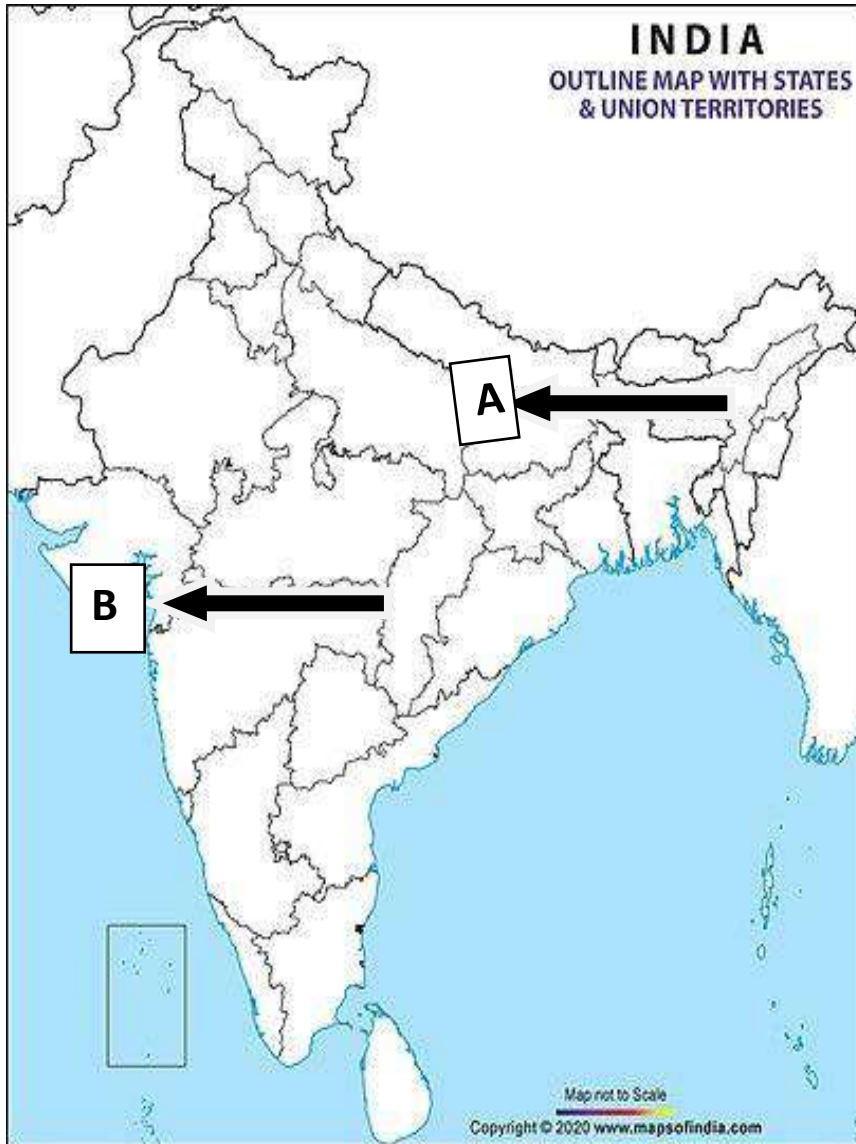 INDIA
OUTLINE MAP WITH STATES
& UNION TERRITORIES
A
B
Map not to Scale
Copyright © 2020 www.mapsofindia.com